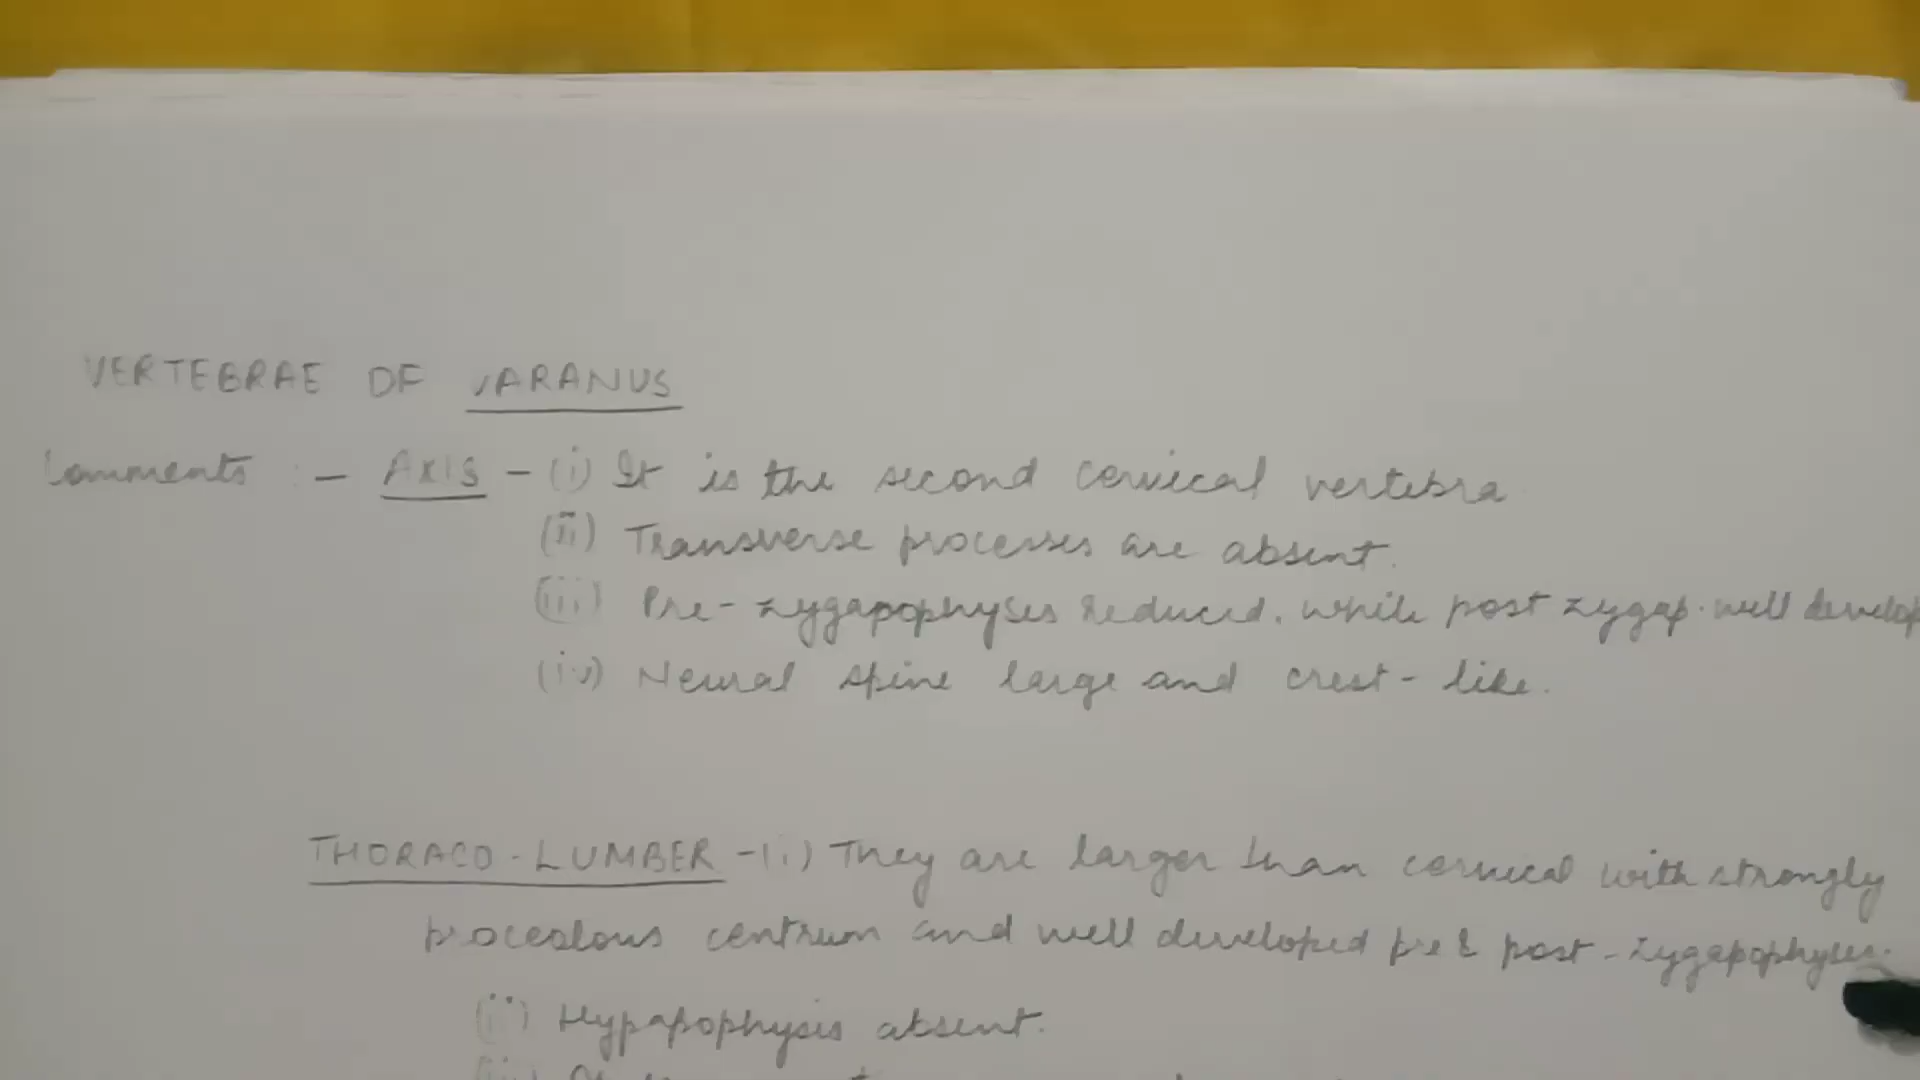 VERTEBRAE OF VARANUS
Comments :- AXIS - (i) It is the second cervical vertebra
(ii) Transverse processes are absent.
(iii) Pre-zygapophyses reduced. while post zygap. well develop
(iv) Neural spine large and crest-like.
THORACO-LUMBER -(i) They are larger than cervical with strongly
procealous centrum and well developed pre & post-zygapophyses.
(ii) Hypapophysis absent.